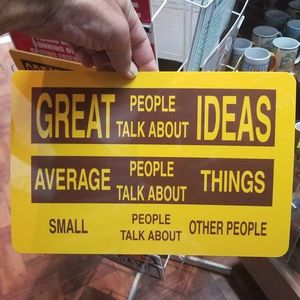 GREAT PEOPLE TALK ABOUT IDEAS
AVERAGE PEOPLE TALK ABOUT THINGS
SMALL PEOPLE TALK ABOUT OTHER PEOPLE